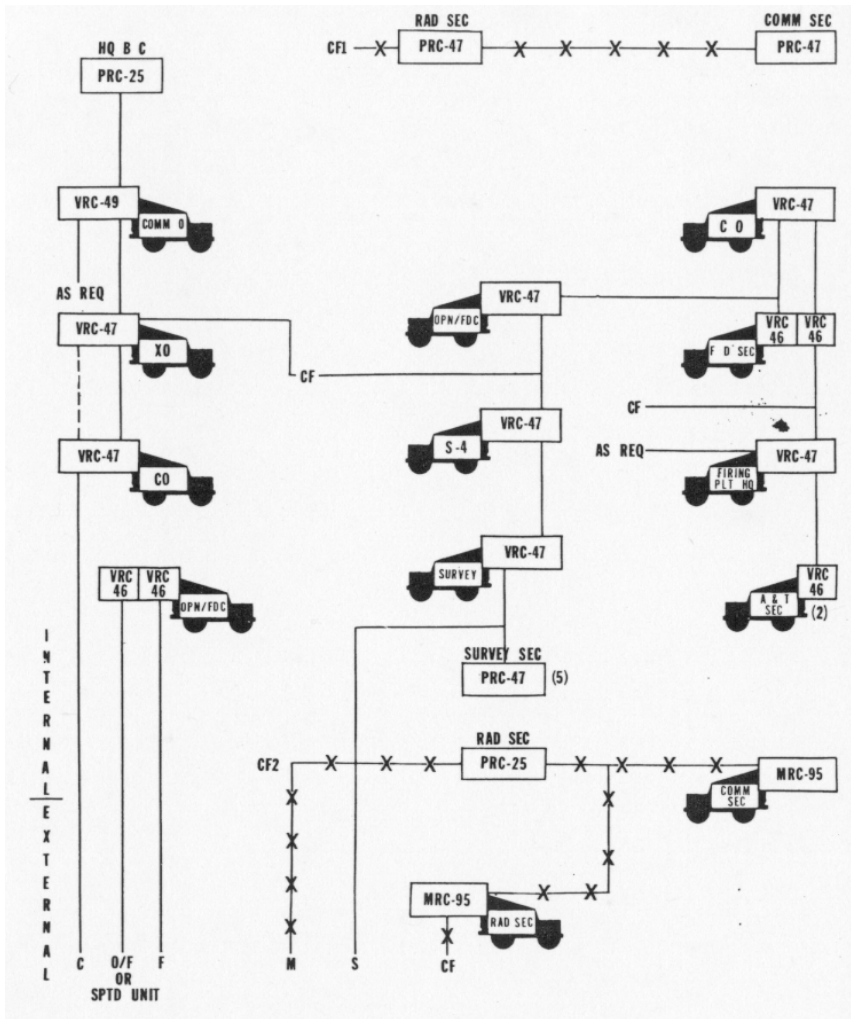 RAD SEC
COMM SEC
CF1
PRC-47
PRC-47
HQ B C
PRC-25
VRC-49
COMM O
VRC-47
C O
AS REQ
VRC-47
OPN/FDC
VRC-47
XO
VRC
46
VRC
46
F D SEC
CF
CF
VRC-47
S-4
AS REQ
VRC-47
CO
VRC-47
FIRING
PLT HQ
VRC-47
SURVEY
VRC
46
VRC
46
OPN/FDC
VRC
46
A & T
SEC
(2)
SURVEY SEC
PRC-47
(5)
INTERNAL
EXTERNAL
RAD SEC
CF2
PRC-25
MRC-95
COMM
SEC
MRC-95
RAD SEC
C
O/F
OR
SPTD UNIT
F
M
S
CF